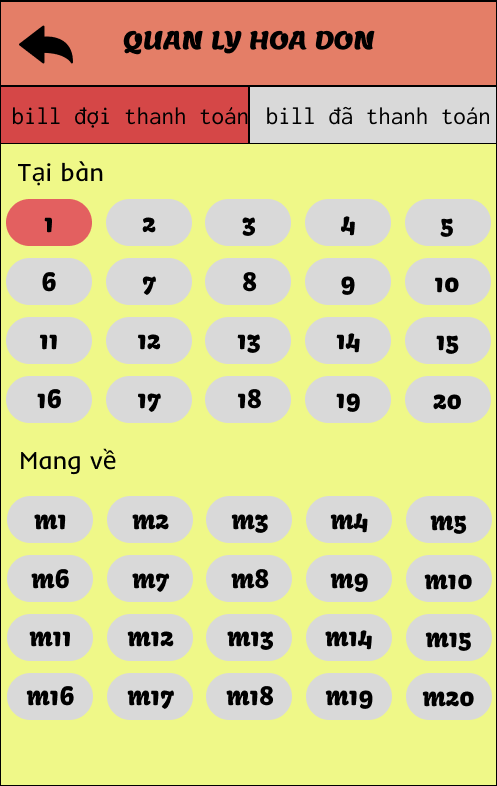 QUAN LY HOA DON
bill đợi thanh toán bill đã thanh toán
Tại bàn
1 2 3 4 5
6 7 8 9 10
11 12 13 14 15
16 17 18 19 20
Mang về
m1 m2 m3 m4 m5
m6 m7 m8 m9 m10
m11 m12 m13 m14 m15
m16 m17 m18 m19 m20